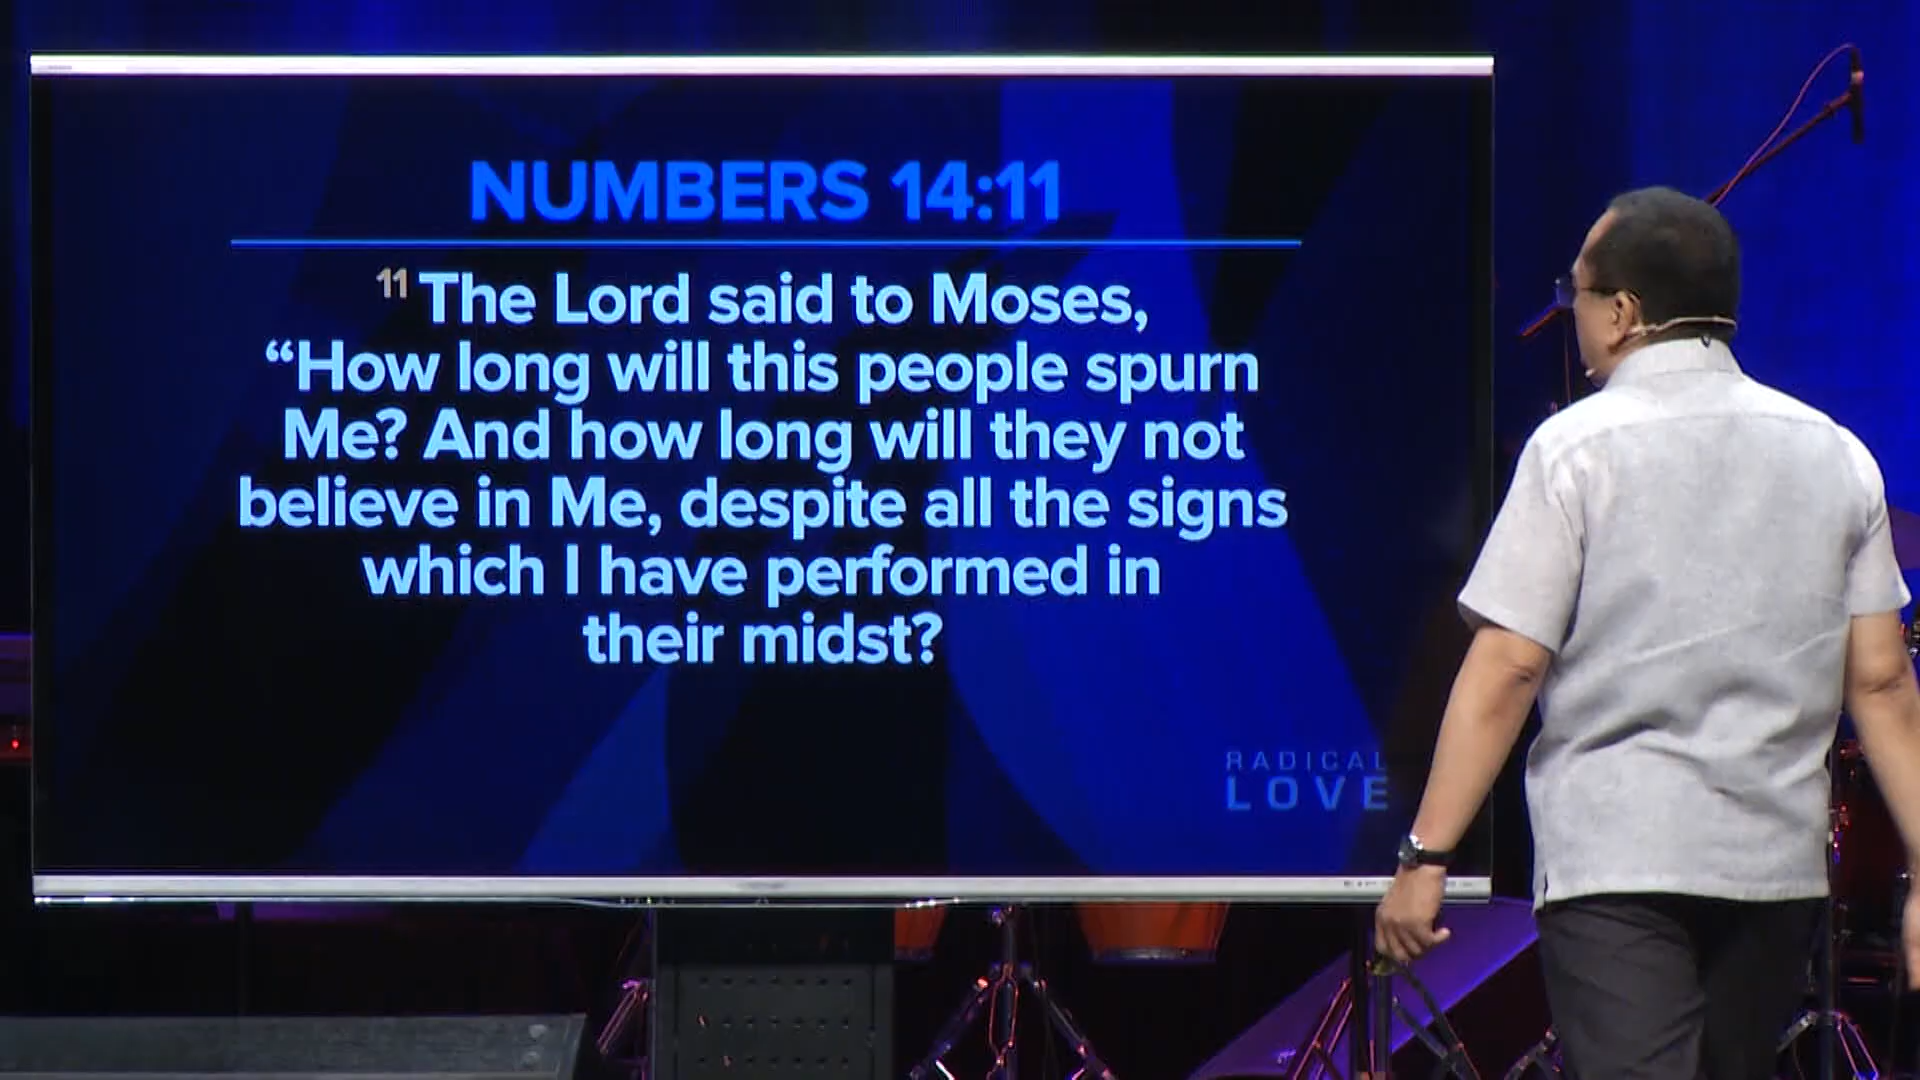 NUMBERS 14:11
11 The Lord said to Moses,
“How long will this people spurn
Me? And how long will they not
believe in Me, despite all the signs
which I have performed in
their midst?
RADICAL
LOVE